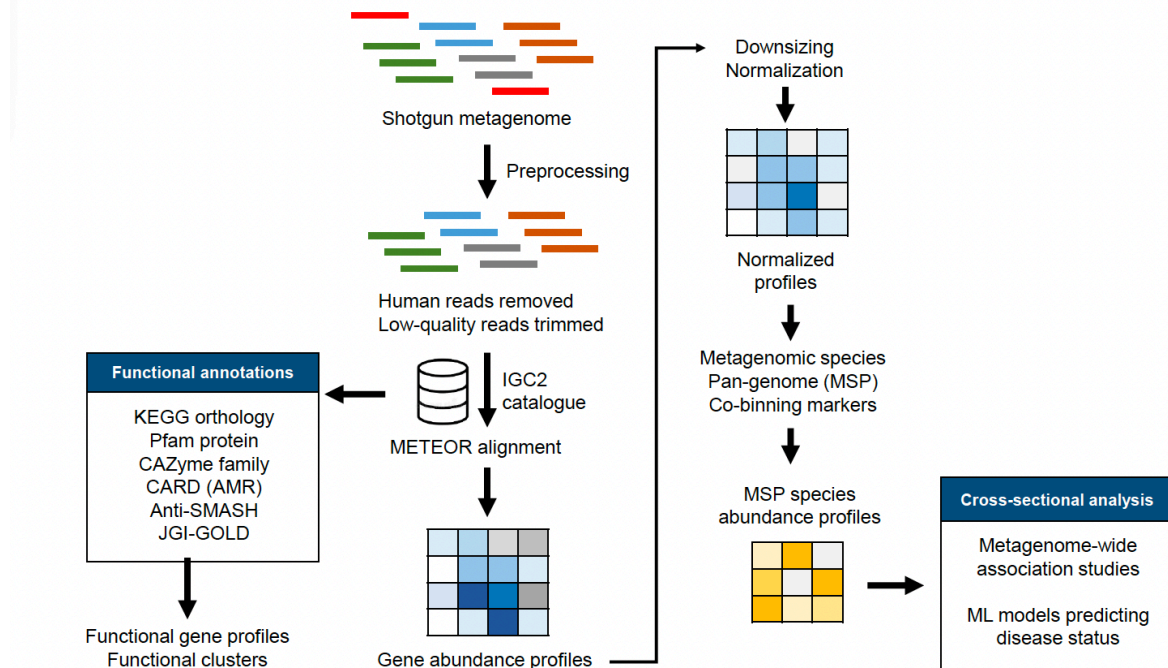 Shotgun metagenome
Preprocessing
Human reads removed
Low-quality reads trimmed
IGC2
catalogue
METEOR alignment
Gene abundance profiles
Functional annotations
KEGG orthology
Pfam protein
CAZyme family
CARD (AMR)
Anti-SMASH
JGI-GOLD
Functional gene profiles
Functional clusters
Downsizing
Normalization
Normalized
profiles
Metagenomic species
Pan-genome (MSP)
Co-binning markers
MSP species
abundance profiles
Cross-sectional analysis
Metagenome-wide
association studies
ML models predicting
disease status